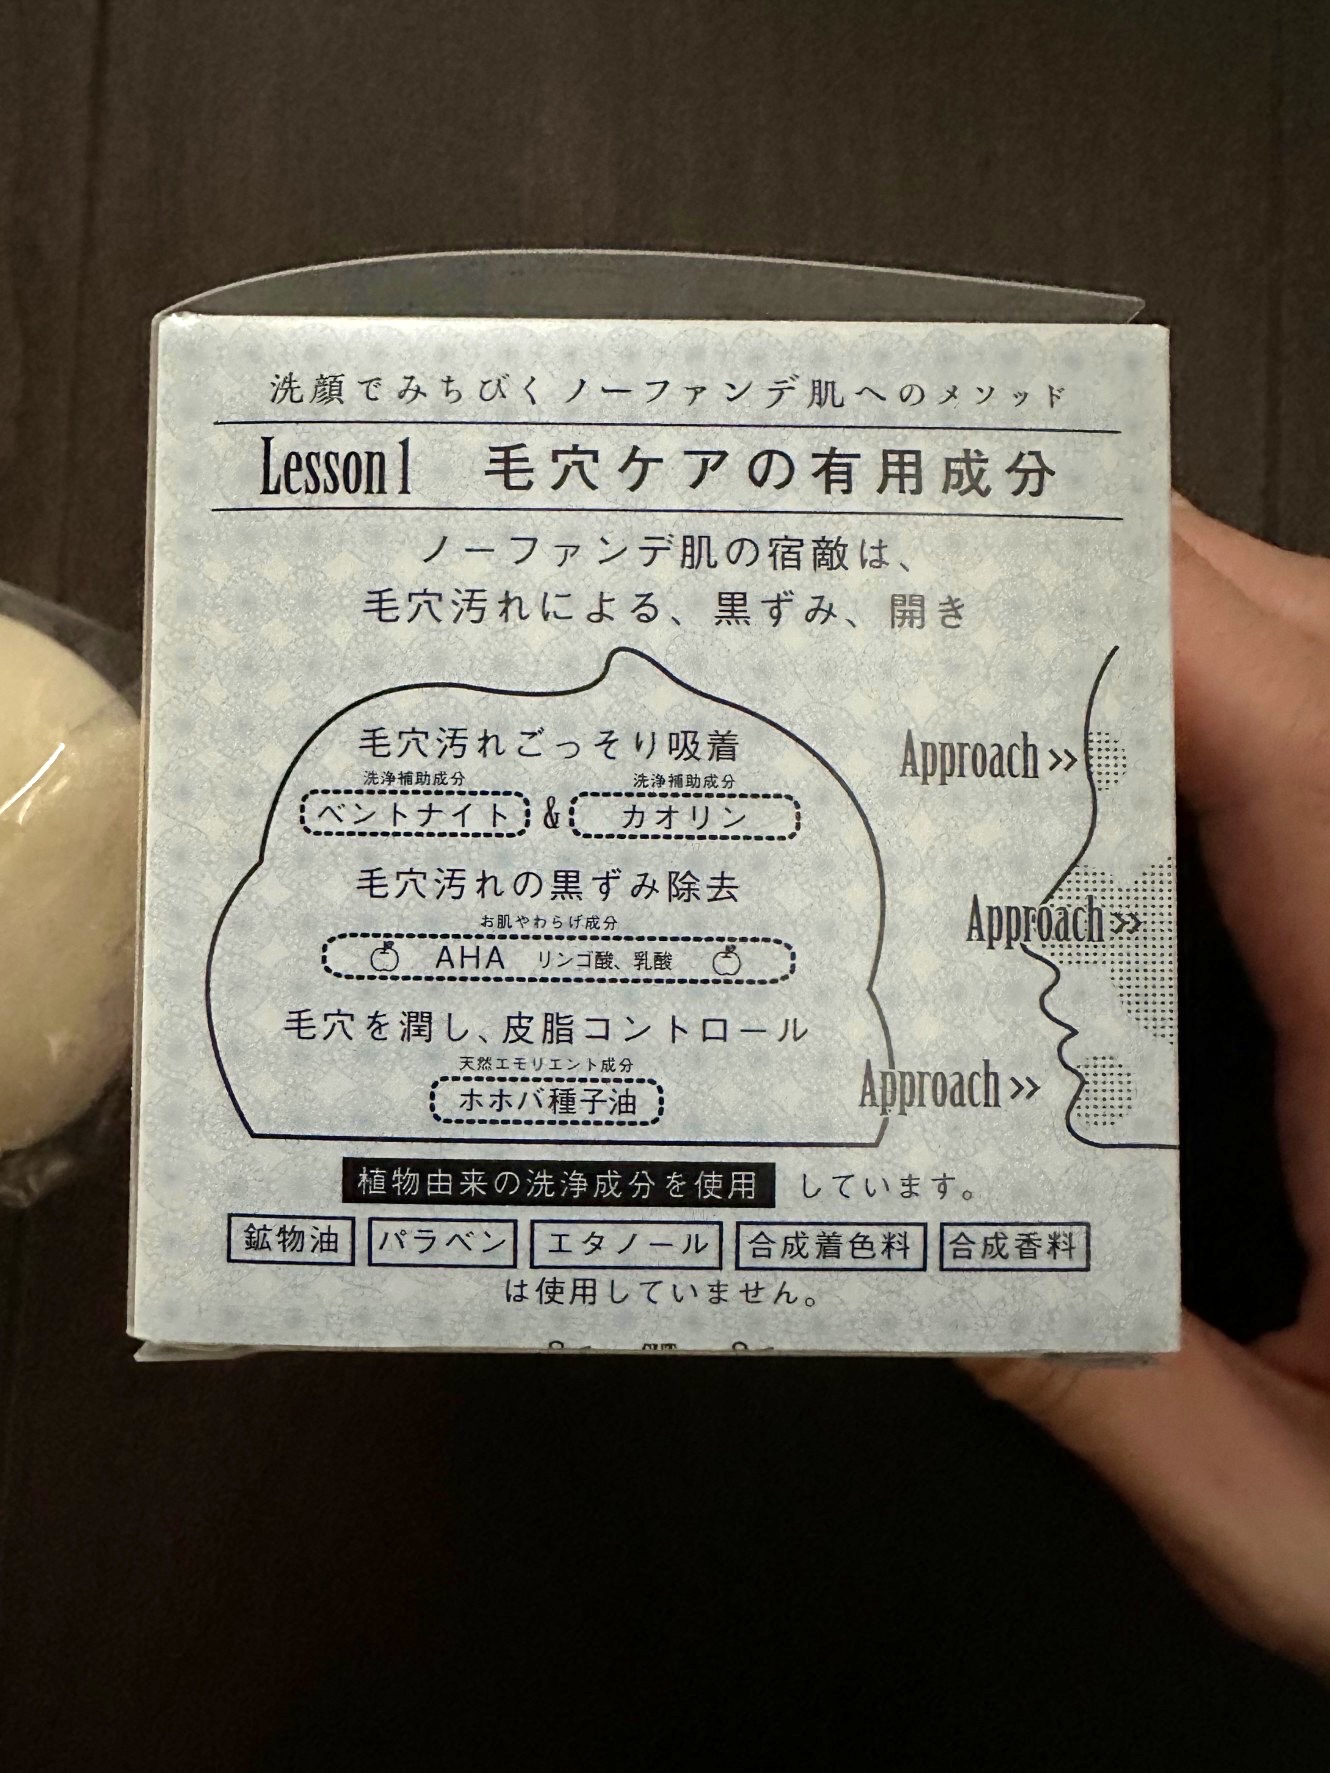 洗顔でみちびくノーファンデ肌へのメソッド
Lesson1 毛穴ケアの有用成分
ノーファンデ肌の宿敵は、
毛穴汚れによる、黒ずみ、開き
毛穴汚れごっそり吸着
洗浄補助成分 洗浄補助成分
ベントナイト & カオリン
Approach >>
毛穴汚れの黒ずみ除去
お肌やわらげ成分
AHA リンゴ酸、乳酸
Approach >>
毛穴を潤し、皮脂コントロール
天然エモリエント成分
ホホバ種子油
Approach >>
植物由来の洗浄成分を使用 しています。
鉱物油 パラベン エタノール 合成着色料 合成香料
は使用していません。